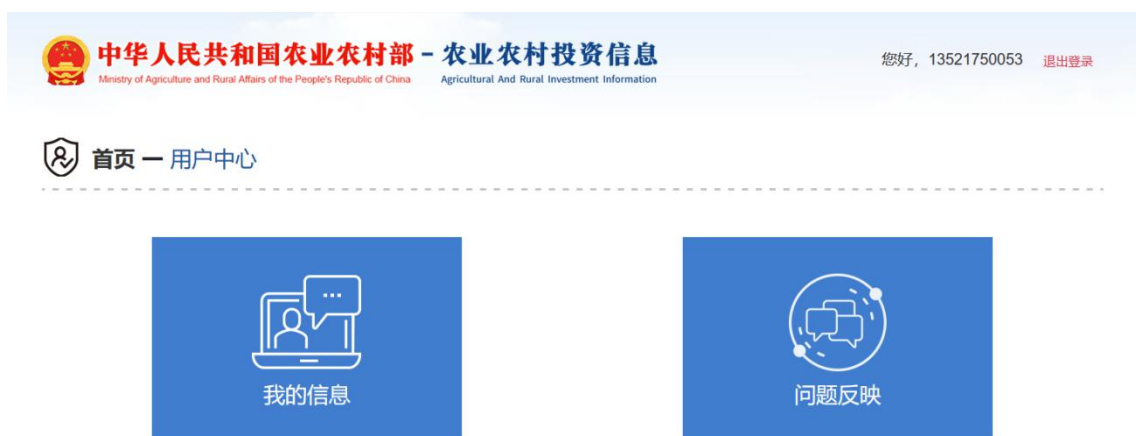 中华人民共和国农业农村部 - 农业农村投资信息
Ministry of Agriculture and Rural Affairs of the People's Republic of China Agricultural And Rural Investment Information
您好，13521750053 退出登录
首页 — 用户中心
我的信息
问题反映